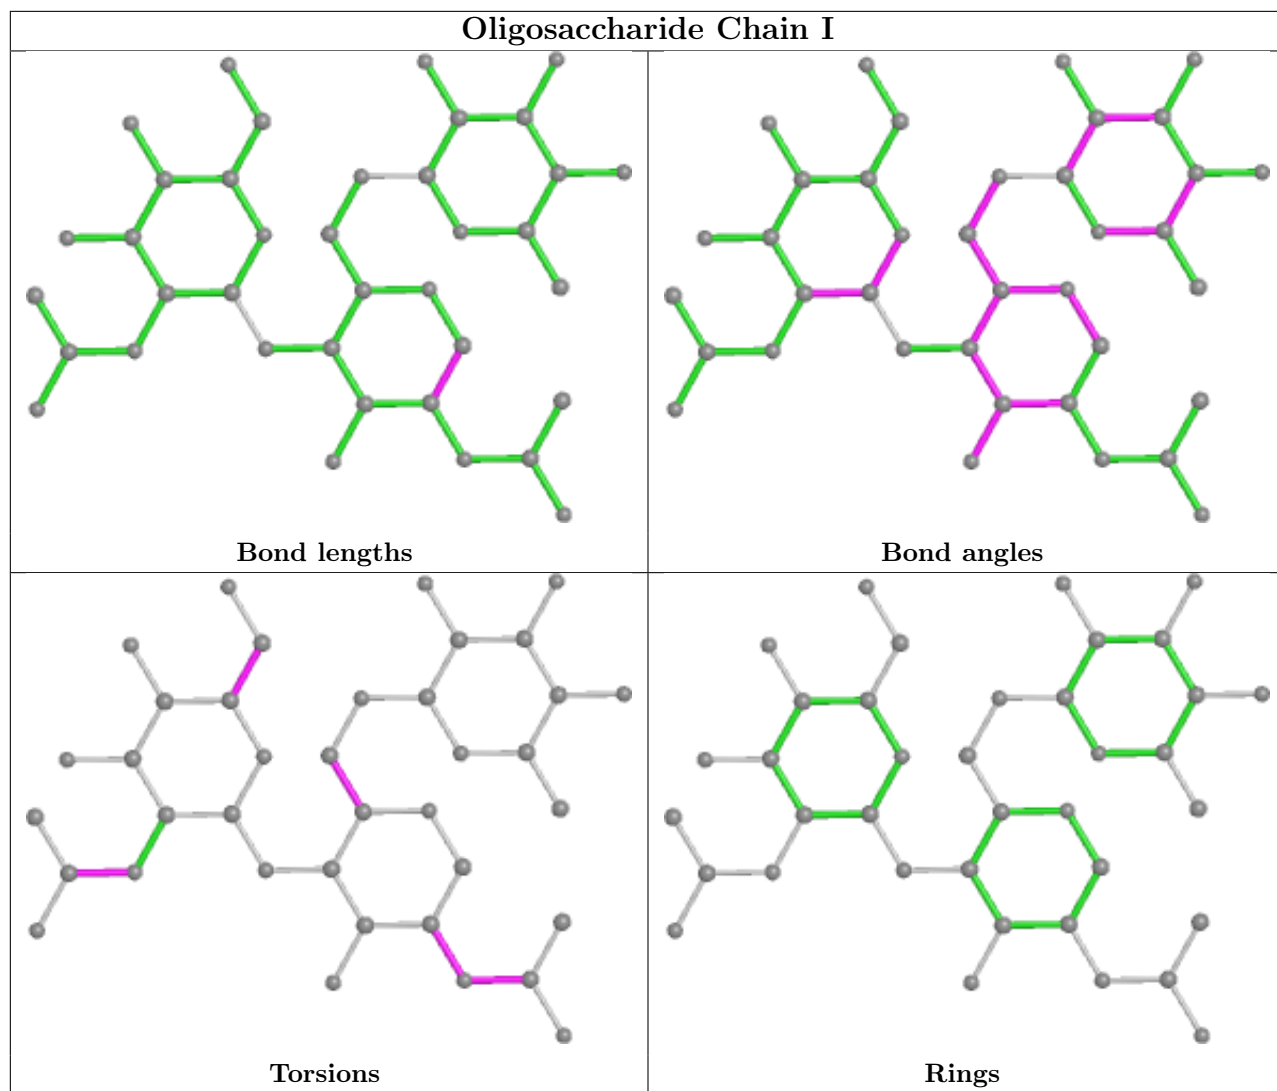 Oligosaccharide Chain I
Bond lengths
Bond angles
Torsions
Rings